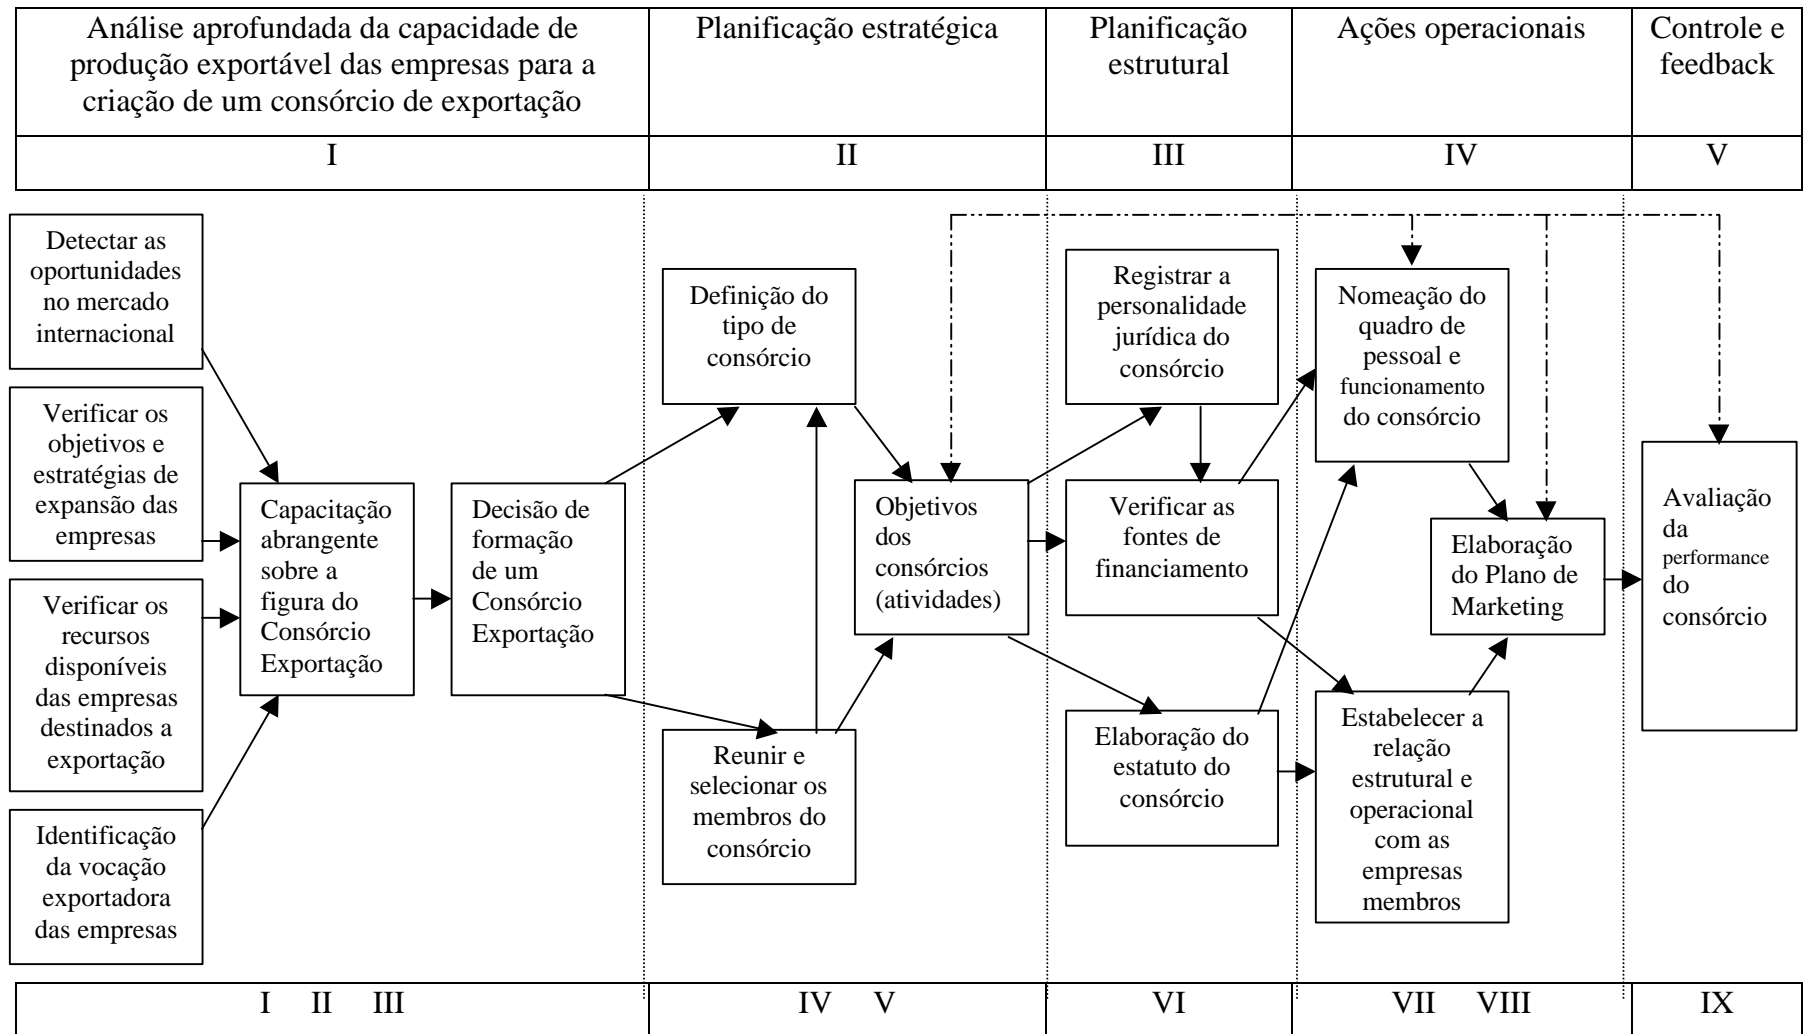 Análise aprofundada da capacidade de
produção exportável das empresas para a
criação de um consórcio de exportação
Planificação estratégica
Planificação
estrutural
Ações operacionais
Controle e
feedback
I
II
III
IV
V
Detectar as
oportunidades
no mercado
internacional
Verificar os
objetivos e
estratégias de
expansão das
empresas
Verificar os
recursos
disponíveis
das empresas
destinados a
exportação
Identificação
da vocação
exportadora
das empresas
Capacitação
abrangente
sobre a
figura do
Consórcio
Exportação
Decisão de
formação
de um
Consórcio
Exportação
Definição do
tipo de
consórcio
Reunir e
selecionar os
membros do
consórcio
Objetivos
dos
consórcios
(atividades)
Registrar a
personalidade
jurídica do
consórcio
Verificar as
fontes de
financiamento
Elaboração do
estatuto do
consórcio
Nomeação do
quadro de
pessoal e
funcionamento
do consórcio
Elaboração
do Plano de
Marketing
Estabelecer a
relação
estrutural e
operacional
com as
empresas
membros
Avaliação
da
performance
do
consórcio
I II III
IV V
VI
VII VIII
IX